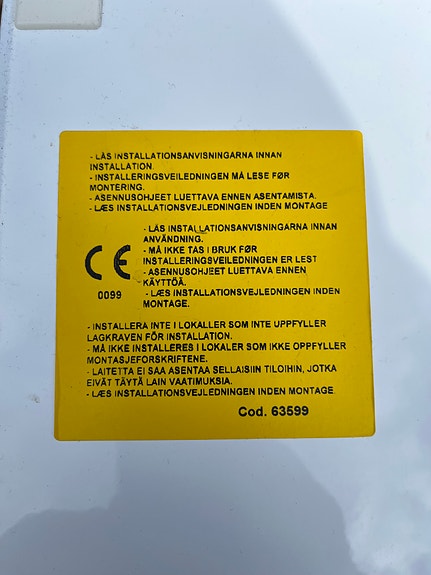 - LÄS INSTALLATIONSANVISNINGARNA INNAN
INSTALLATION.
- INSTALLERINGSVEILEDNINGEN MÅ LESE FØR
MONTERING.
- ASENNUSOHJEET LUETTAVA ENNEN ASENTAMISTA.
- LÆS INSTALLATIONSVEJLEDNINGEN INDEN MONTAGE
- LÄS INSTALLATIONSANVISNINGARNA INNAN
ANVÄNDNING.
- MÅ IKKE TAS I BRUK FØR
INSTALLERINGSVEILEDNINGEN ER LEST
- ASENNUSOHJEET LUETTAVA ENNEN
KÄYTTÖÄ.
- LÆS INSTALLATIONSVEJLEDNINGEN INDEN
MONTAGE.
CE
0099
- INSTALLERA INTE I LOKALLER SOM INTE UPPFYLLER
LAGKRAVEN FÖR INSTALLATION.
- MÅ IKKE INSTALLERES I LOKALER SOM IKKE OPPFYLLER
MONTASJEFORSKRIFTENE.
- LAITETTA EI SAA ASENTAA SELLAISIIN TILOIHIN, JOTKA
EIVÄT TÄYTÄ LAIN VAATIMUKSIA.
- LÆS INSTALLATIONSVEJLEDNINGEN INDEN MONTAGE
Cod. 63599